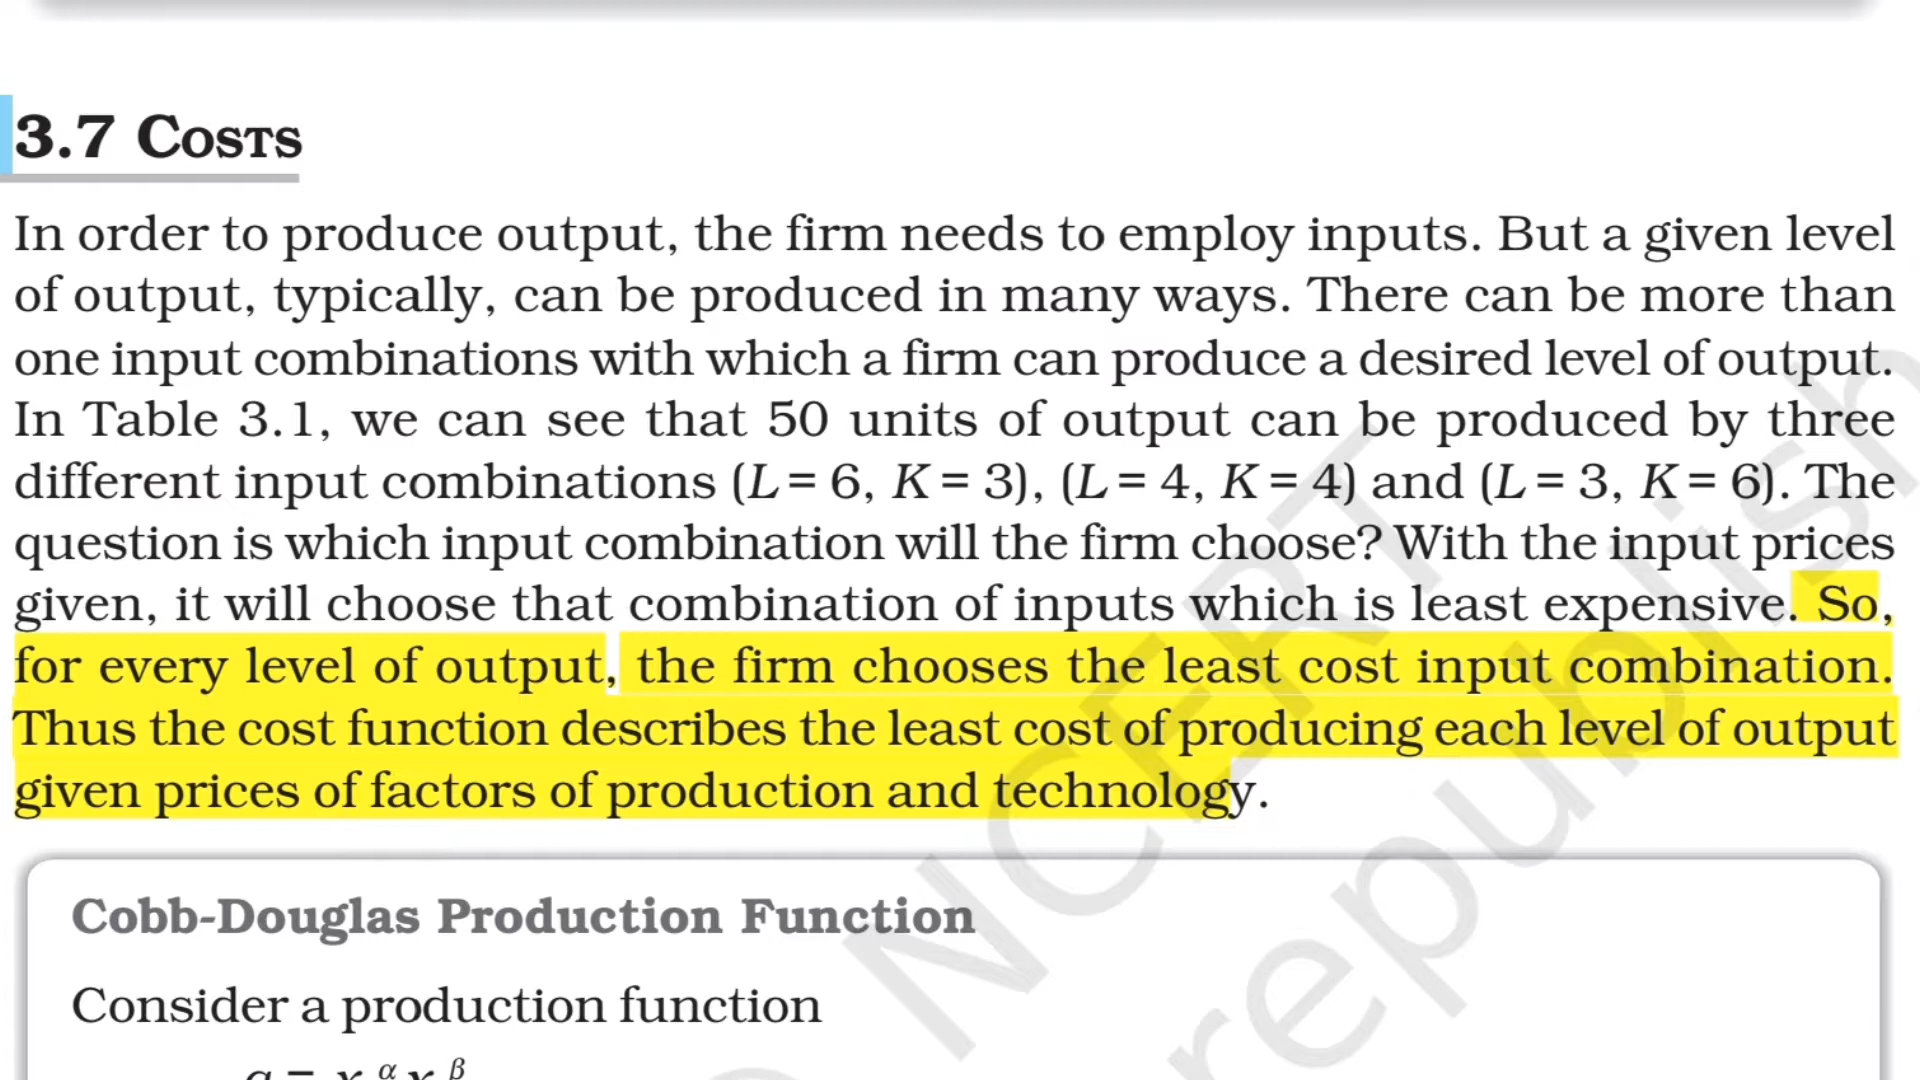 3.7 Costs
In order to produce output, the firm needs to employ inputs. But a given level
of output, typically, can be produced in many ways. There can be more than
one input combinations with which a firm can produce a desired level of output.
In Table 3.1, we can see that 50 units of output can be produced by three
different input combinations (L = 6, K = 3), (L = 4, K = 4) and (L = 3, K = 6). The
question is which input combination will the firm choose? With the input prices
given, it will choose that combination of inputs which is least expensive. So,
for every level of output, the firm chooses the least cost input combination.
Thus the cost function describes the least cost of producing each level of output
given prices of factors of production and technology.
Cobb-Douglas Production Function
Consider a production function
NCERT
republish